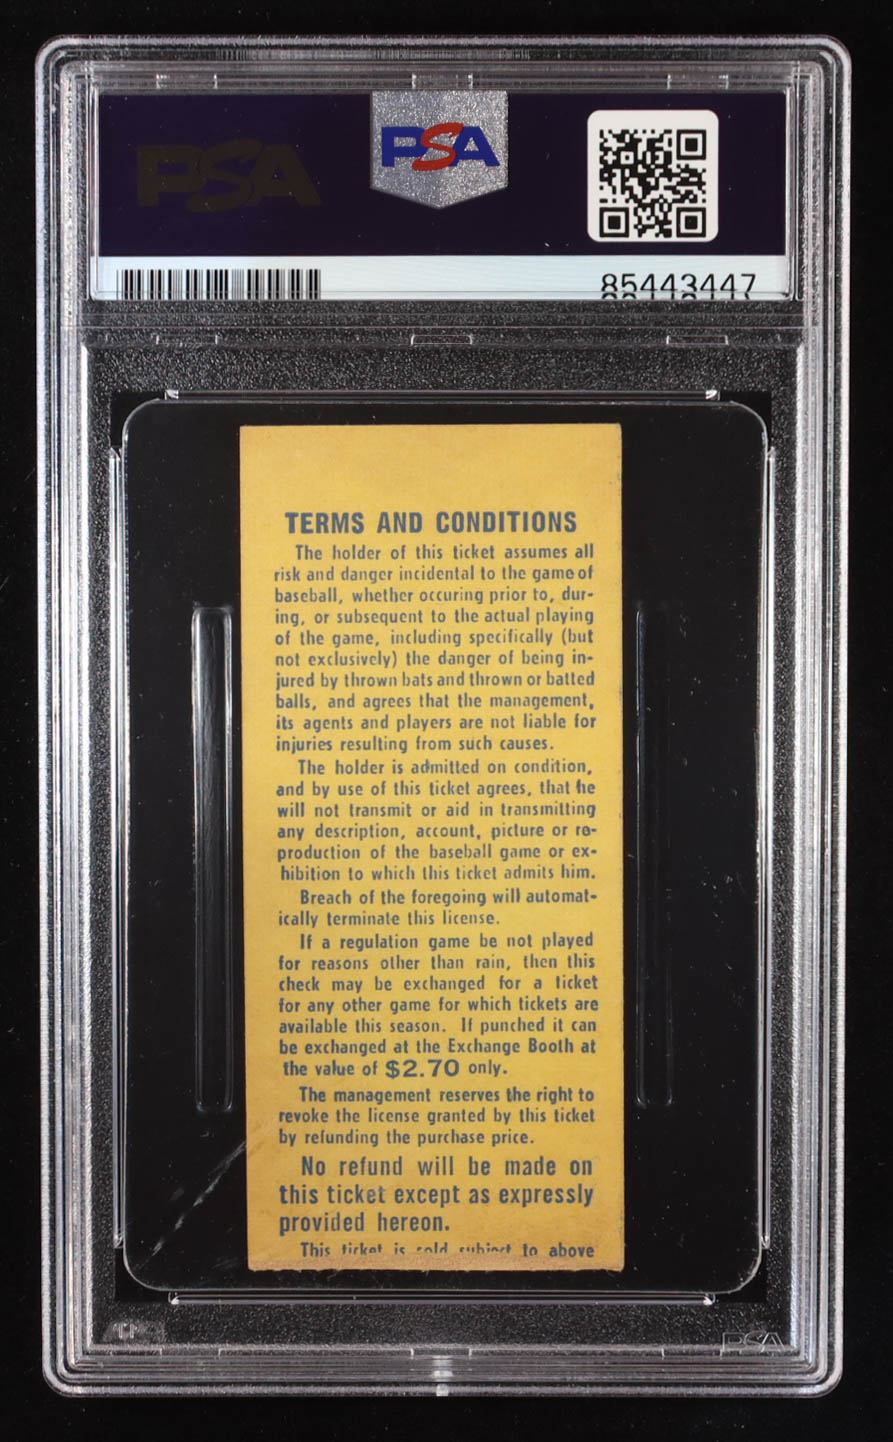 PSA
PSA
85443447
TERMS AND CONDITIONS
The holder of this ticket assumes all
risk and danger incidental to the game of
baseball, whether occuring prior to, dur-
ing, or subsequent to the actual playing
of the game, including specifically (but
not exclusively) the danger of being in-
jured by thrown bats and thrown or batted
balls, and agrees that the management,
its agents and players are not liable for
injuries resulting from such causes.
The holder is admitted on condition,
and by use of this ticket agrees, that he
will not transmit or aid in transmitting
any description, account, picture or re-
production of the baseball game or ex-
hibition to which this ticket admits him.
Breach of the foregoing will automat-
ically terminate this license.
If a regulation game be not played
for reasons other than rain, then this
check may be exchanged for a ticket
for any other game for which tickets are
available this season. If punched it can
be exchanged at the Exchange Booth at
the value of $2.70 only.
The management reserves the right to
revoke the license granted by this ticket
by refunding the purchase price.
No refund will be made on
this ticket except as expressly
provided hereon.
This ticket is sold subject to above
PSA